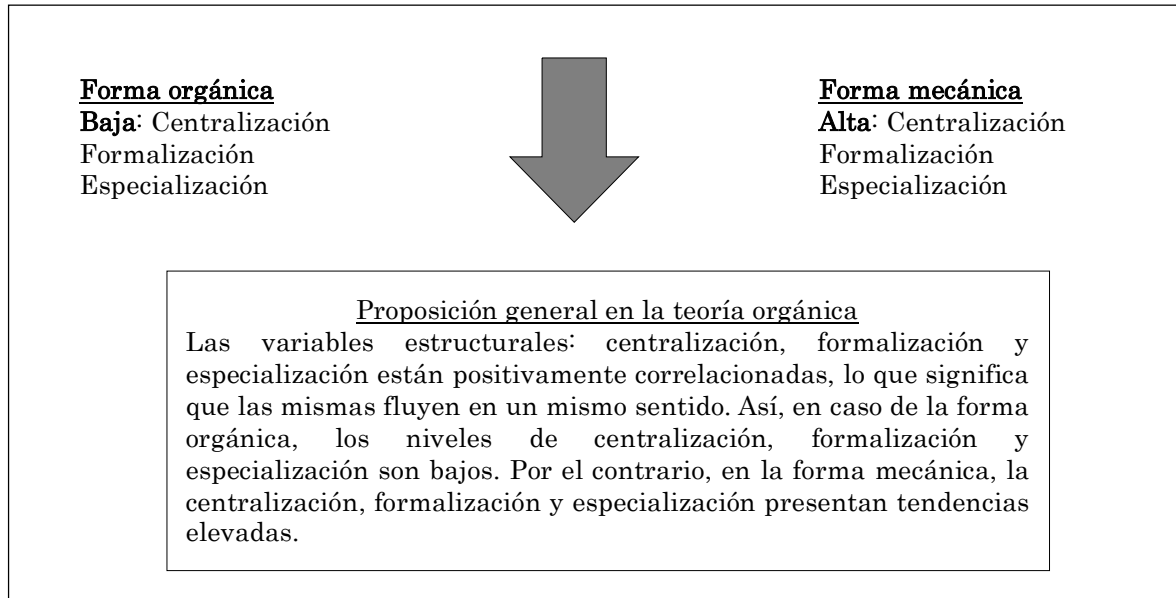 Forma orgánica
Baja: Centralización
Formalización
Especialización
Forma mecánica
Alta: Centralización
Formalización
Especialización
Proposición general en la teoría orgánica
Las variables estructurales: centralización, formalización y
especialización están positivamente correlacionadas, lo que significa
que las mismas fluyen en un mismo sentido. Así, en caso de la forma
orgánica, los niveles de centralización, formalización y
especialización son bajos. Por el contrario, en la forma mecánica, la
centralización, formalización y especialización presentan tendencias
elevadas.